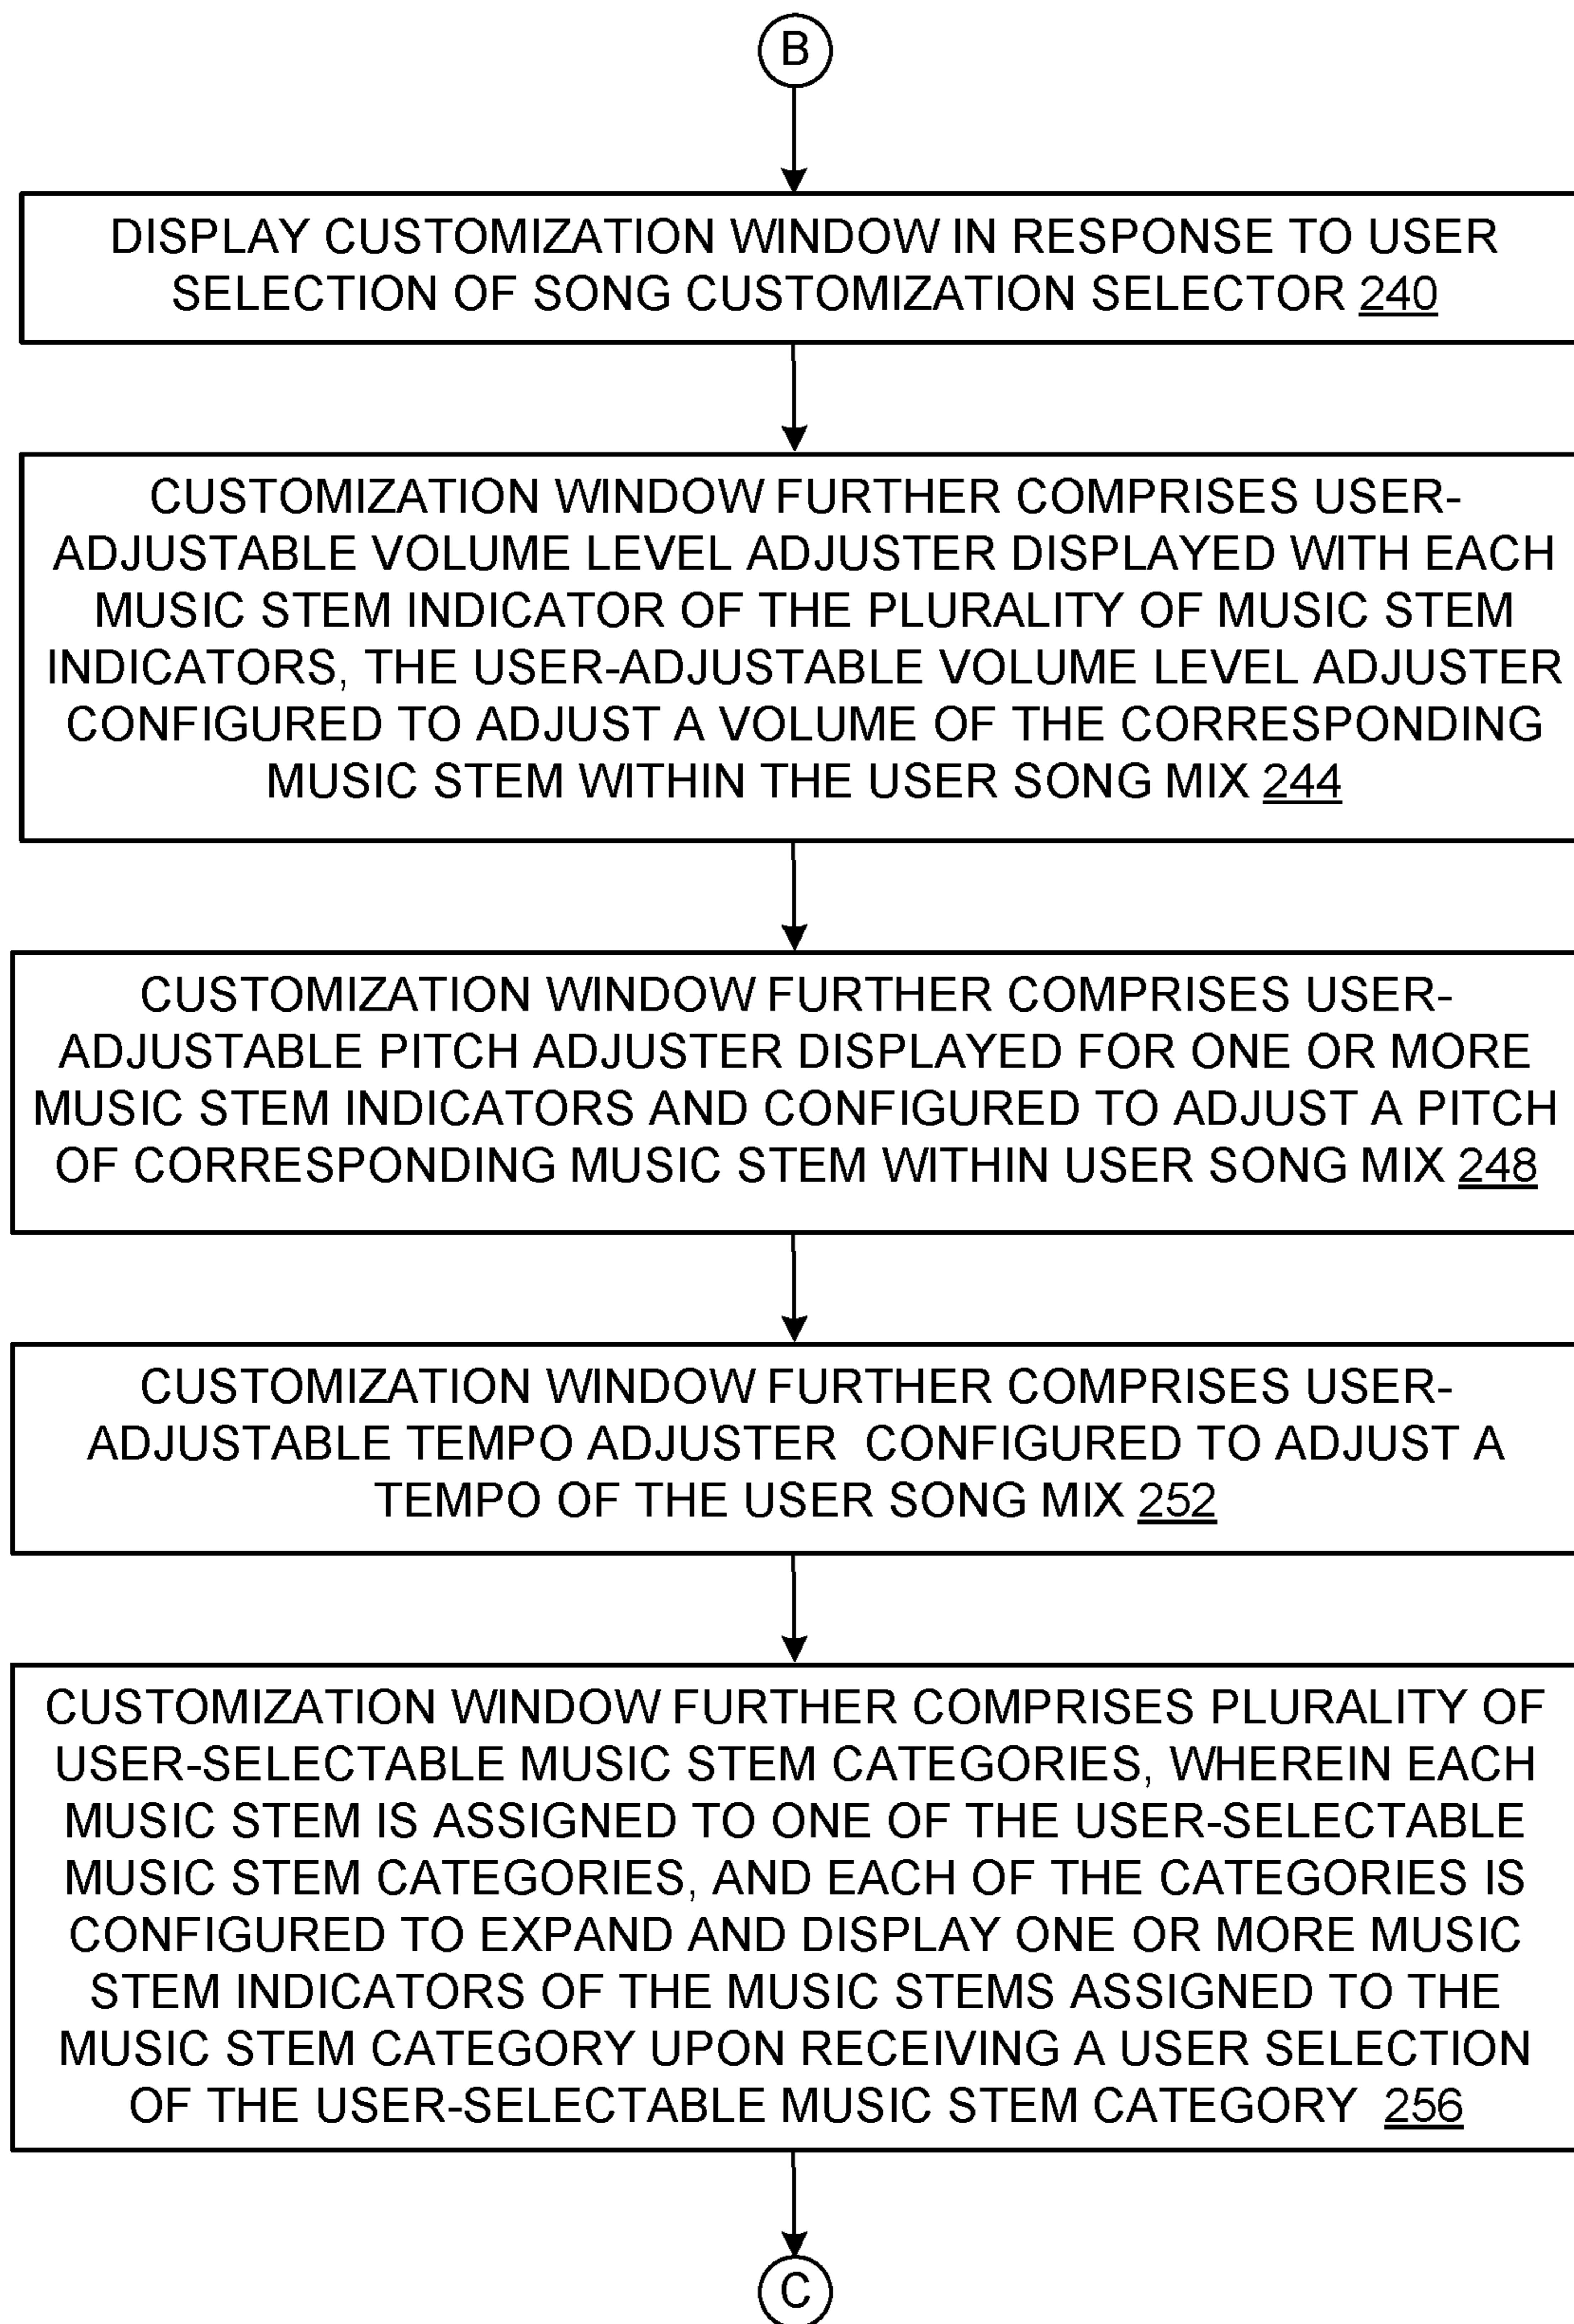 B
DISPLAY CUSTOMIZATION WINDOW IN RESPONSE TO USER
SELECTION OF SONG CUSTOMIZATION SELECTOR 240
CUSTOMIZATION WINDOW FURTHER COMPRISES USER-
ADJUSTABLE VOLUME LEVEL ADJUSTER DISPLAYED WITH EACH
MUSIC STEM INDICATOR OF THE PLURALITY OF MUSIC STEM
INDICATORS, THE USER-ADJUSTABLE VOLUME LEVEL ADJUSTER
CONFIGURED TO ADJUST A VOLUME OF THE CORRESPONDING
MUSIC STEM WITHIN THE USER SONG MIX 244
CUSTOMIZATION WINDOW FURTHER COMPRISES USER-
ADJUSTABLE PITCH ADJUSTER DISPLAYED FOR ONE OR MORE
MUSIC STEM INDICATORS AND CONFIGURED TO ADJUST A PITCH
OF CORRESPONDING MUSIC STEM WITHIN USER SONG MIX 248
CUSTOMIZATION WINDOW FURTHER COMPRISES USER-
ADJUSTABLE TEMPO ADJUSTER CONFIGURED TO ADJUST A
TEMPO OF THE USER SONG MIX 252
CUSTOMIZATION WINDOW FURTHER COMPRISES PLURALITY OF
USER-SELECTABLE MUSIC STEM CATEGORIES, WHEREIN EACH
MUSIC STEM IS ASSIGNED TO ONE OF THE USER-SELECTABLE
MUSIC STEM CATEGORIES, AND EACH OF THE CATEGORIES IS
CONFIGURED TO EXPAND AND DISPLAY ONE OR MORE MUSIC
STEM INDICATORS OF THE MUSIC STEMS ASSIGNED TO THE
MUSIC STEM CATEGORY UPON RECEIVING A USER SELECTION
OF THE USER-SELECTABLE MUSIC STEM CATEGORY 256
C